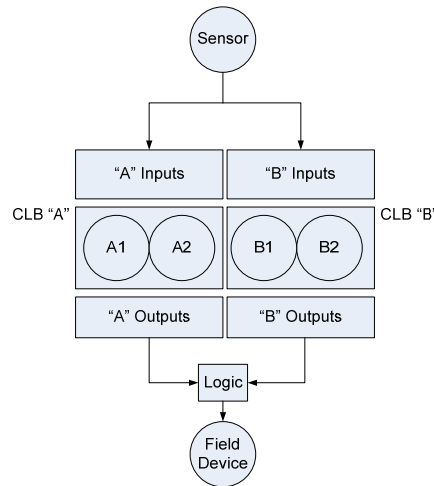 Sensor
“A” Inputs
“B” Inputs
CLB “A”
CLB “B”
A1
A2
B1
B2
“A” Outputs
“B” Outputs
Logic
Field
Device